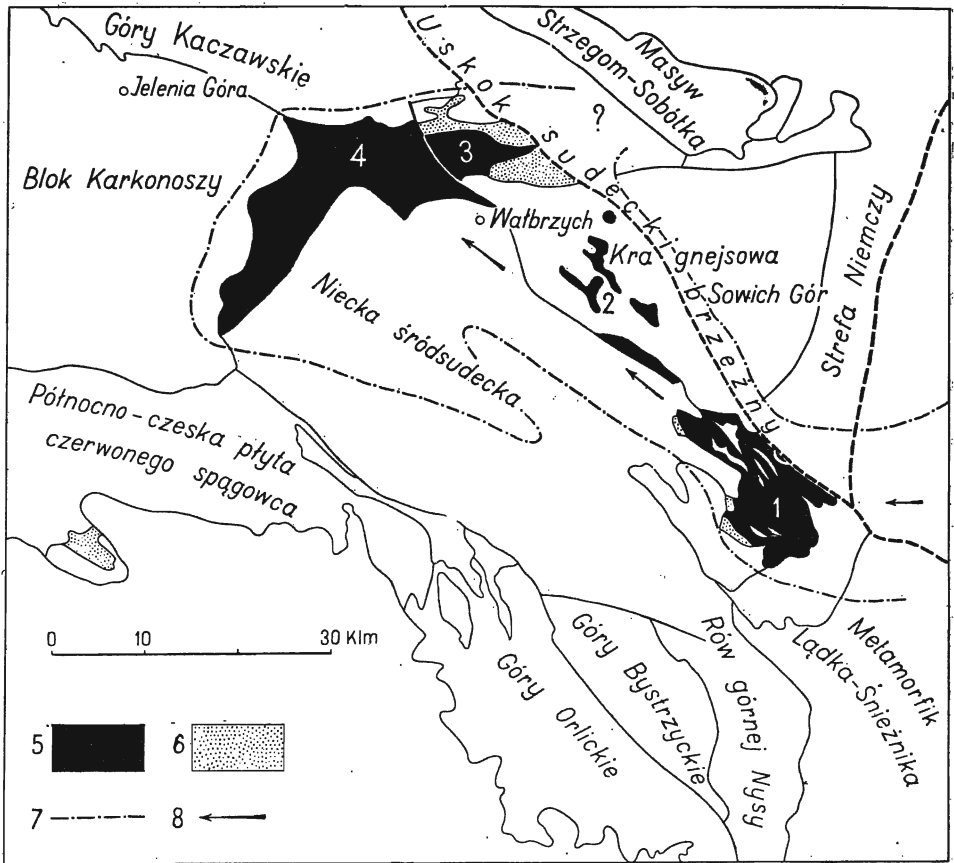 Góry Kaczawskie
Jelenia Góra
Uskok sudecki brzeżny
Masyw
Strzegom-Sobótka
?
4
3
Blok Karkonoszy
Wałbrzych
Kra gnejsowa
Sowich Gór
2
Strefa Niemczy
Niecka śródsudecka
Północno-czeska płyta
czerwonego spągowca
1
0 10 30 Klm
Góry Orlickie
Góry Bystrzyckie
Rów górnej Nysy
Metamorfik
Lądka-Śnieżnika
5 6
7 8